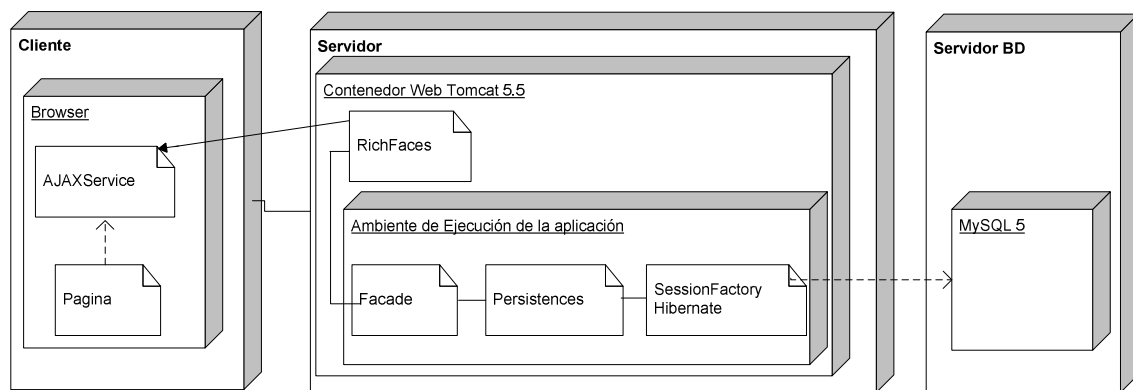 Cliente
Browser
AJAXService
Pagina
Servidor
Contenedor Web Tomcat 5.5
RichFaces
Ambiente de Ejecución de la aplicación
Facade
Persistences
SessionFactory
Hibernate
Servidor BD
MySQL 5